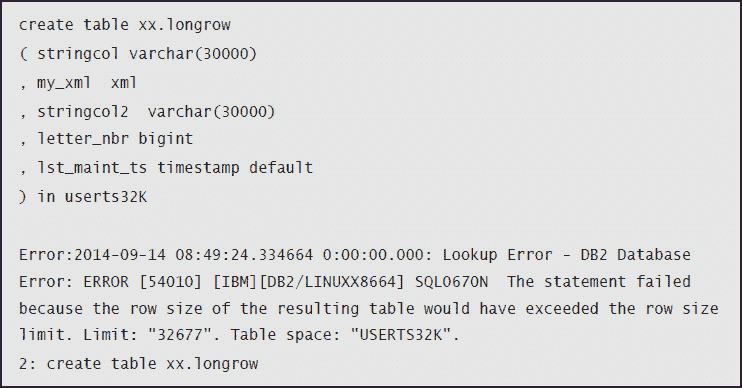 create table xx.longrow
( stringcol varchar(30000)
, my_xml  xml
, stringcol2  varchar(30000)
, letter_nbr bigint
, lst_maint_ts timestamp default
) in userts32K
Error:2014-09-14 08:49:24.334664 0:00:00.000: Lookup Error - DB2 Database
Error: ERROR [54010] [IBM][DB2/LINUXX8664] SQL0670N  The statement failed
because the row size of the resulting table would have exceeded the row size
limit. Limit: "32677". Table space: "USERTS32K".
2: create table xx.longrow